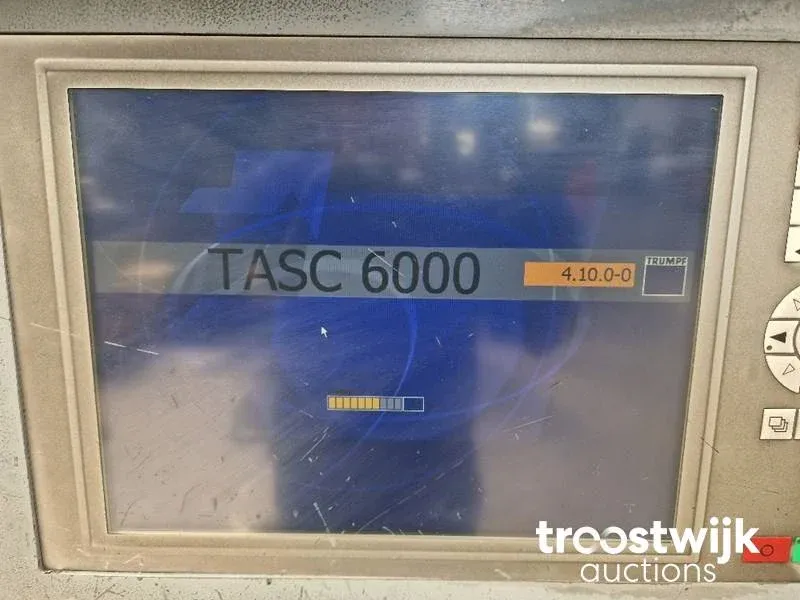 TASC 6000
4.10.0-0
TRUMPF
troostwijk
auctions